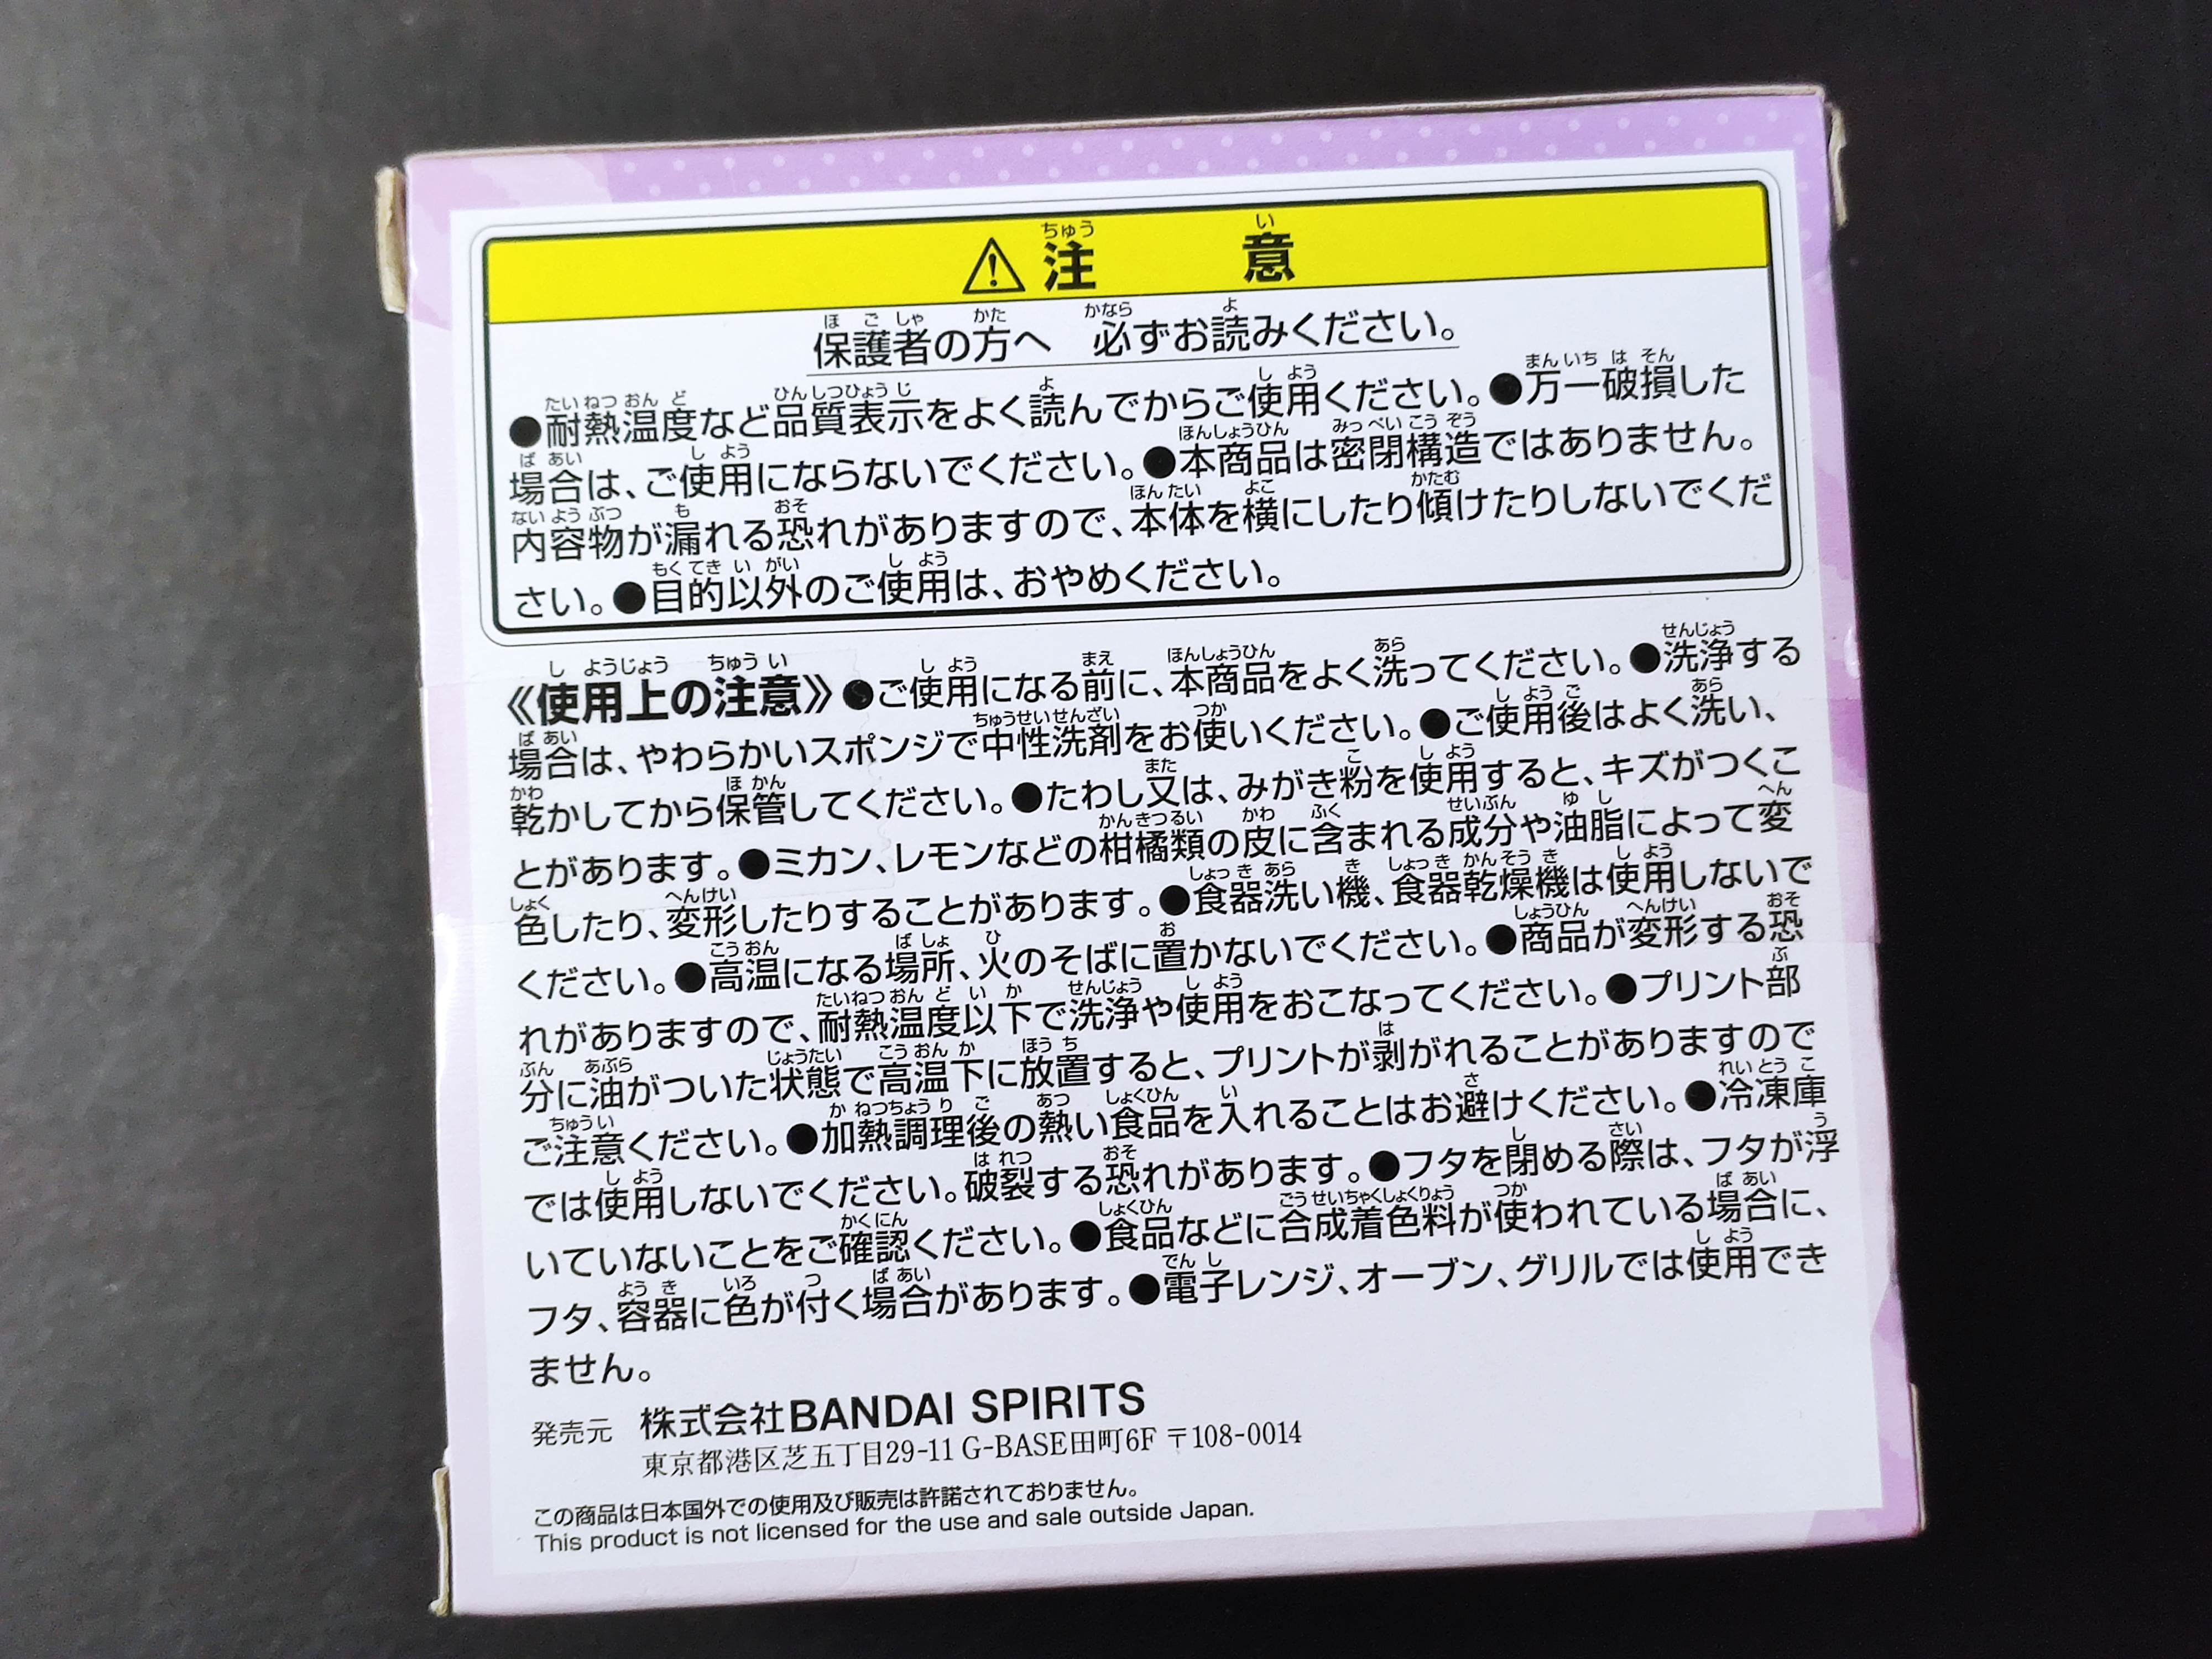 ⚠注意
保護者の方へ 必ずお読みください。
●耐熱温度など品質表示をよく読んでからご使用ください。●万一破損した
場合は、ご使用にならないでください。●本商品は密閉構造ではありません。
内容物が漏れる恐れがありますので、本体を横にしたり傾けたりしないでくだ
さい。●目的以外のご使用は、おやめください。
《使用上の注意》●ご使用になる前に、本商品をよく洗ってください。●洗浄する
場合は、やわらかいスポンジで中性洗剤をお使いください。●ご使用後はよく洗い、
乾かしてから保管してください。●たわし又は、みがき粉を使用すると、キズがつくこ
とがあります。●ミカン、レモンなどの柑橘類の皮に含まれる成分や油脂によって変
色したり、変形したりすることがあります。●食器洗い機、食器乾燥機は使用しないで
ください。●高温になる場所、火のそばに置かないでください。●商品が変形する恐
れがありますので、耐熱温度以下で洗浄や使用をおこなってください。●プリント部
分に油がついた状態で高温下に放置すると、プリントが剥がれることがありますので
ご注意ください。●加熱調理後の熱い食品を入れることはお避けください。●冷凍庫
では使用しないでください。破裂する恐れがあります。●フタを閉める際は、フタが浮
いていないことをご確認ください。●食品などに合成着色料が使われている場合に、
フタ、容器に色が付く場合があります。●電子レンジ、オーブン、グリルでは使用でき
ません。
発売元 株式会社BANDAI SPIRITS
東京都港区芝五丁目29-11 G-BASE田町6F 〒108-0014
この商品は日本国外での使用及び販売は許諾されておりません。
This product is not licensed for the use and sale outside Japan.